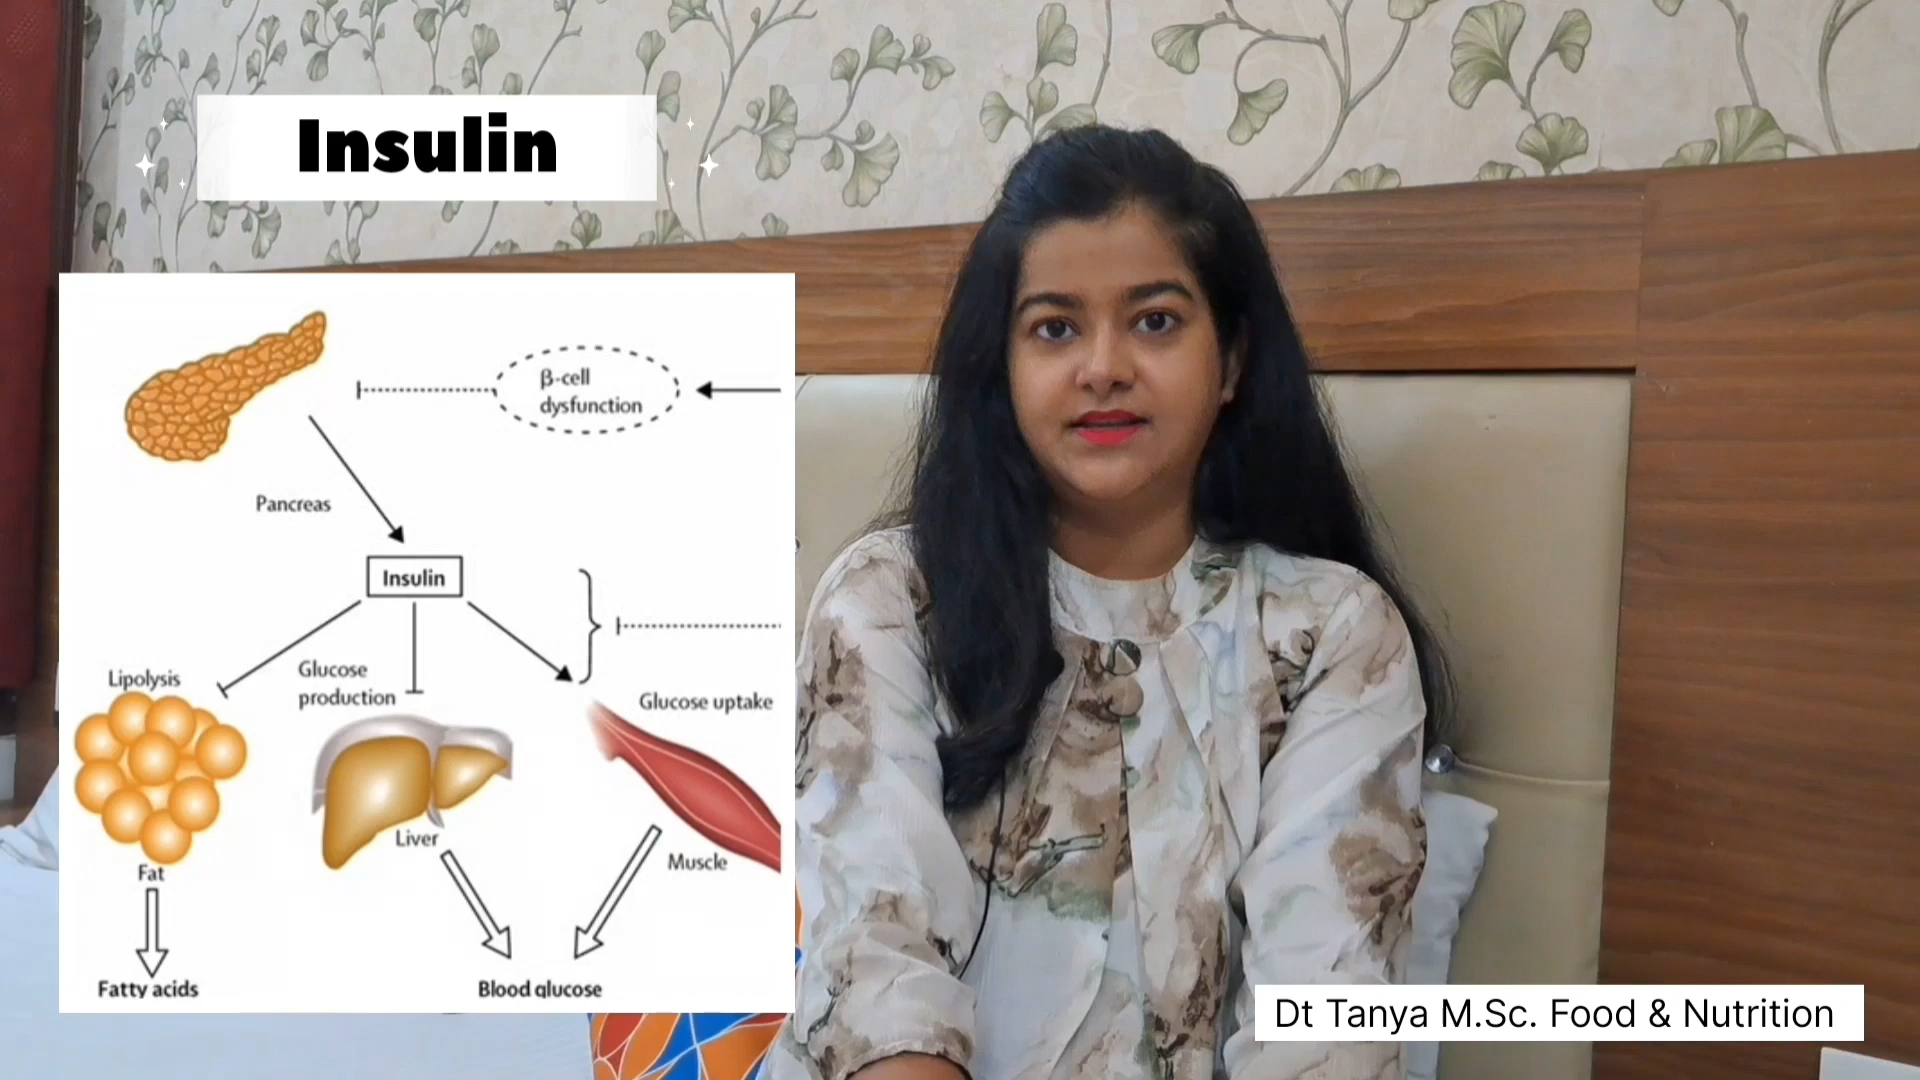 Insulin
β-cell
dysfunction
Pancreas
Insulin
Lipolysis
Glucose
production
Glucose uptake
Liver
Muscle
Fat
Fatty acids
Blood glucose
Dt Tanya M.Sc. Food & Nutrition